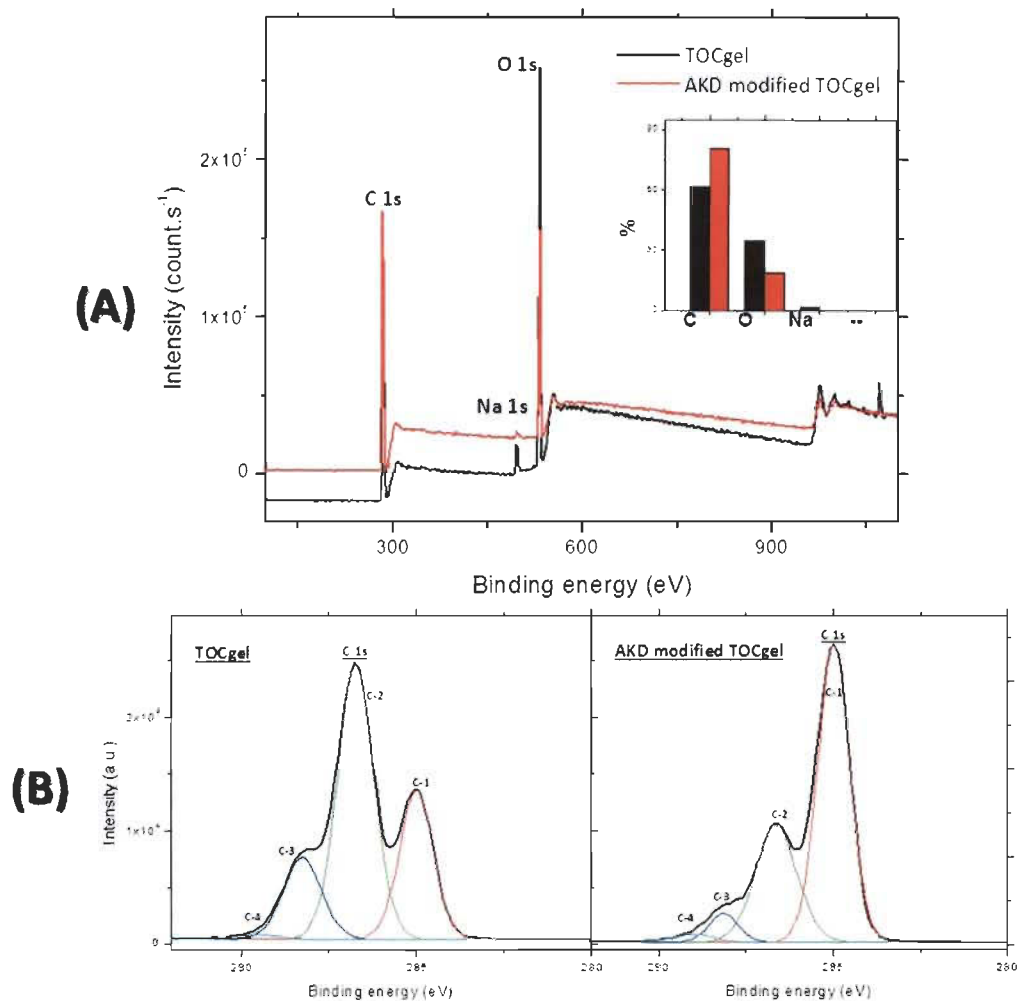 (A)
O 1s
C 1s
Na 1s
TOCgel
AKD modified TOCgel
%
C O Na
Intensity (count.s⁻¹)
0
300 600 900
Binding energy (eV)
(B)
TOCgel
C 1s
C-2
C-1
C-3
C-4
Intensity (a.u.)
0
290 285 280
Binding energy (eV)
AKD modified TOCgel
C 1s
C-1
C-2
C-3
C-4
290 285 280
Binding energy (eV)